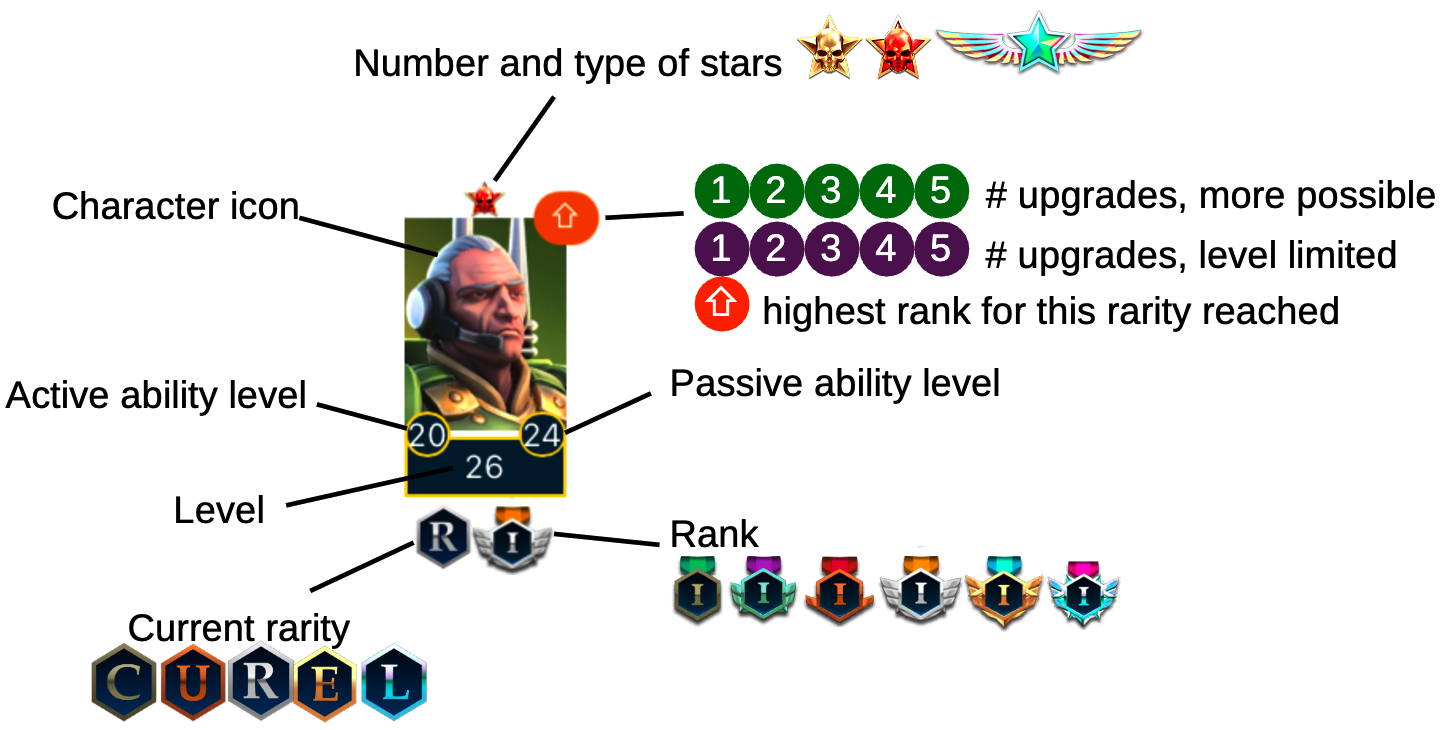 Number and type of stars
Character icon
1 2 3 4 5 # upgrades, more possible
1 2 3 4 5 # upgrades, level limited
highest rank for this rarity reached
Active ability level
Passive ability level
20 24
26
Level
R I
Rank
I I I I I I
Current rarity
C U R E L